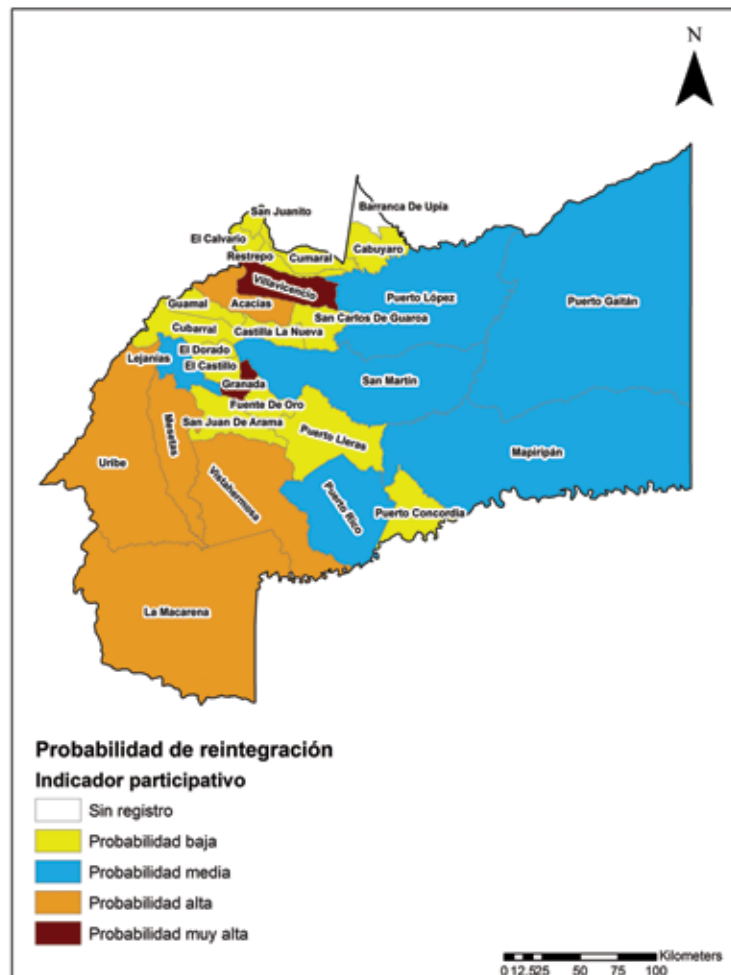 N
San Juanito
Barranca De Upía
El Calvario
Restrepo
Cumaral
Cabuyaro
Villavicencio
Guamal
Acacías
Puerto López
Puerto Gaitán
San Carlos De Guaroa
Cubarral
Castilla La Nueva
El Dorado
Lejanías
El Castillo
Granada
San Martín
Fuente De Oro
San Juan De Arama
Mesetas
Puerto Lleras
Mapiripán
Uribe
Vistahermosa
Puerto Rico
Puerto Concordia
La Macarena
Probabilidad de reintegración
Indicador participativo
Sin registro
Probabilidad baja
Probabilidad media
Probabilidad alta
Probabilidad muy alta
Kilometers
0 12.525 50 75 100